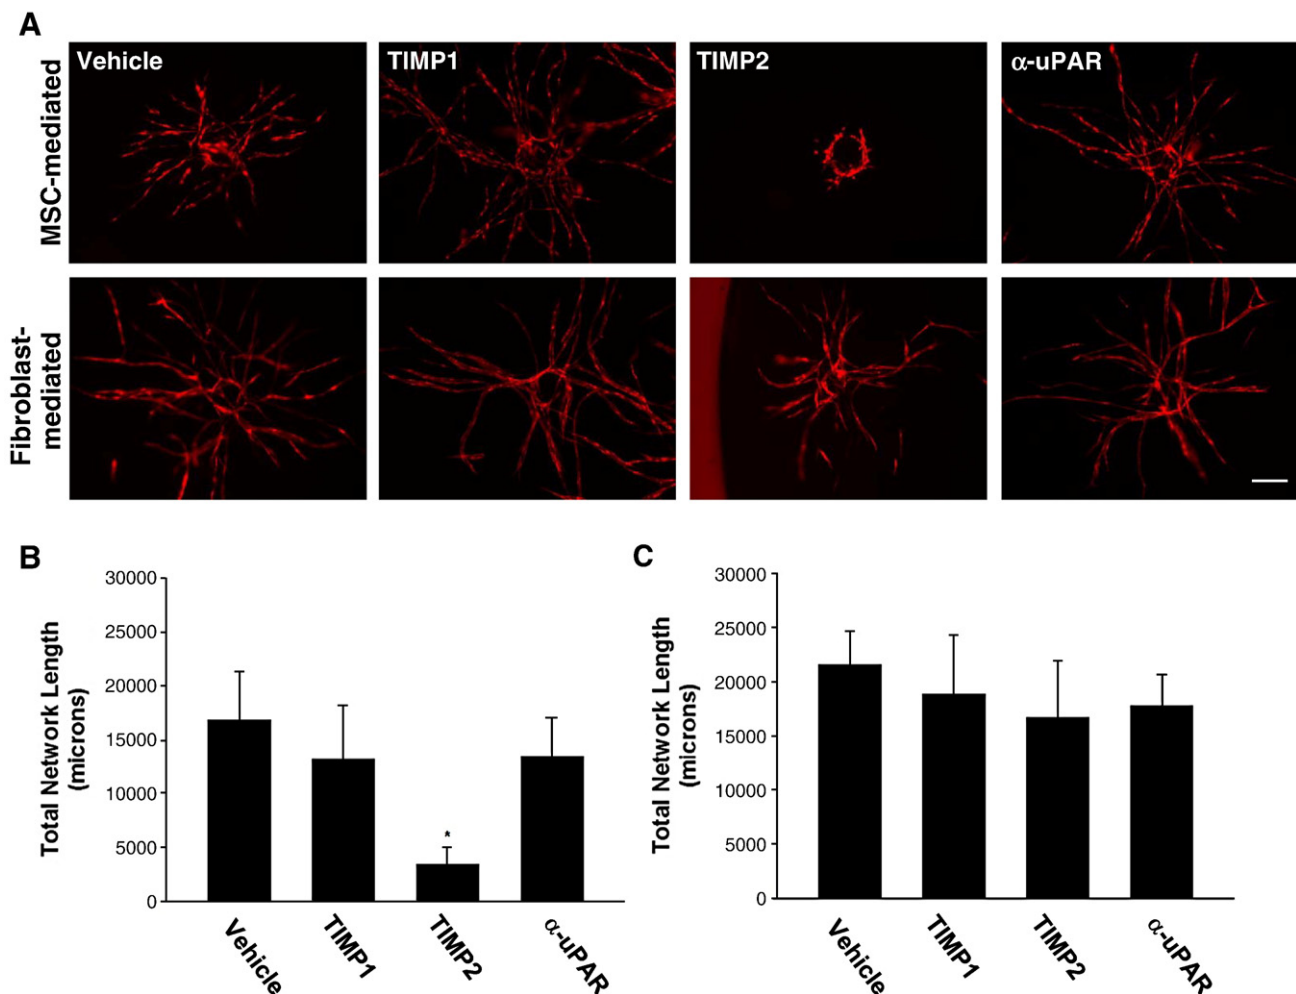 A
Vehicle
TIMP1
TIMP2
α-uPAR
MSC-mediated
Fibroblast-
mediated
B
30000
25000
20000
15000
10000
5000
0
Total Network Length
(microns)
*
Vehicle
TIMP1
TIMP2
α-uPAR
C
30000
25000
20000
15000
10000
5000
0
Total Network Length
(microns)
Vehicle
TIMP1
TIMP2
α-uPAR